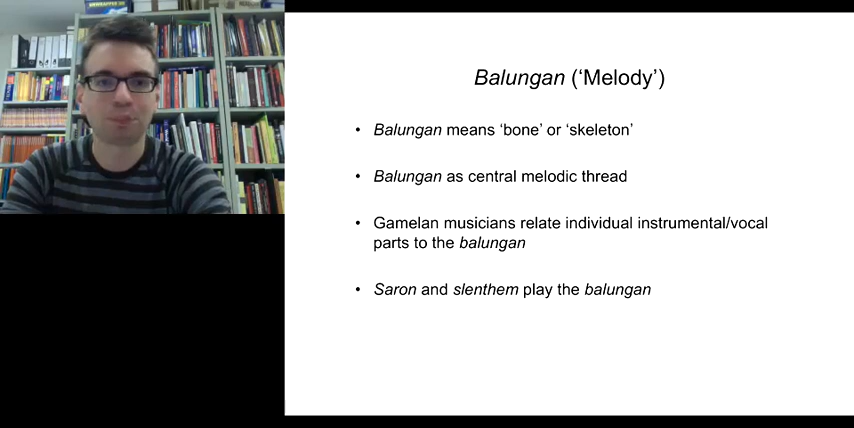 Balungan (‘Melody’)
• Balungan means ‘bone’ or ‘skeleton’
• Balungan as central melodic thread
• Gamelan musicians relate individual instrumental/vocal
parts to the balungan
• Saron and slenthem play the balungan